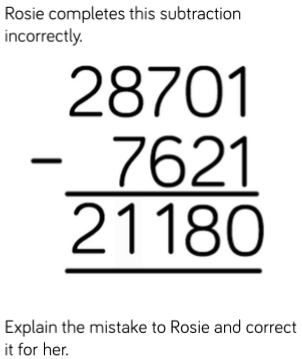 Rosie completes this subtraction
incorrectly.
28701
- 7621
21180
Explain the mistake to Rosie and correct
it for her.